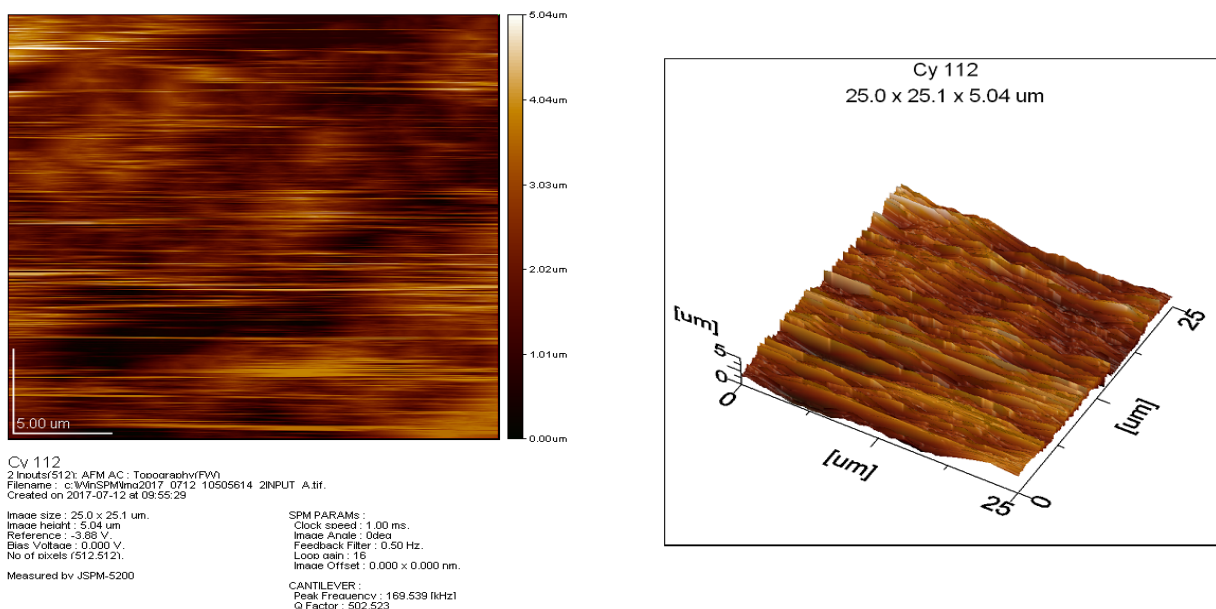 5.04um
4.04um
3.03um
2.02um
1.01um
0.00um
5.00 um
Cy 112
2 Inputs(512): AFM AC : Topography(FW)
Filename : c:\WinSPM\Img2017_0712_10505614_2INPUT_A.tif.
Created on 2017-07-12 at 09:55:29
Image size : 25.0 x 25.1 um.
Image height : 5.04 um
Reference : -3.88 V.
Bias Voltage : 0.000 V.
No of pixels (512,512).
Measured by JSPM-5200
SPM PARAMs :
Clock speed : 1.00 ms.
Image Angle : 0deg
Feedback Filter : 0.50 Hz.
Loop gain : 16
Image Offset : 0.000 x 0.000 nm.
CANTILEVER :
Peak Frequency : 169.539 [kHz]
Q Factor : 502.523
Cy 112
25.0 x 25.1 x 5.04 um
[um]
5
0
0
[um]
25
0
[um]
25